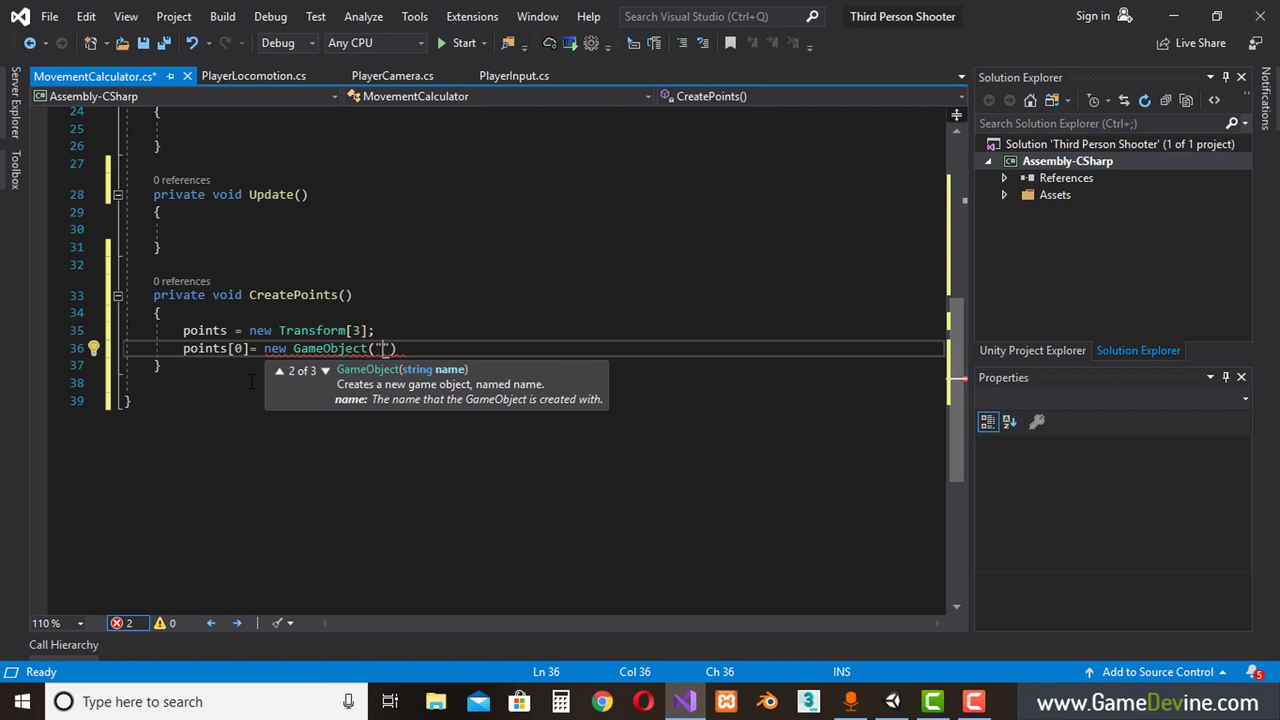 File Edit View Project Build Debug Test Analyze Tools Extensions Window Help Search Visual Studio (Ctrl+Q) Third Person Shooter Sign in
Debug Any CPU Start Live Share
Server Explorer
Toolbox
Notifications
MovementCalculator.cs* PlayerLocomotion.cs PlayerCamera.cs PlayerInput.cs
Assembly-CSharp MovementCalculator CreatePoints()
24 {
25
26 }
27
0 references
28 private void Update()
29 {
30
31 }
32
0 references
33 private void CreatePoints()
34 {
35 points = new Transform[3];
36 points[0]= new GameObject("")
37 }
38
39 }
2 of 3 GameObject(string name)
Creates a new game object, named name.
name: The name that the GameObject is created with.
Solution Explorer
Search Solution Explorer (Ctrl+;)
Solution 'Third Person Shooter' (1 of 1 project)
Assembly-CSharp
References
Assets
Unity Project Explorer Solution Explorer
Properties
110 % 2 0
Call Hierarchy
Ready Ln 36 Col 36 Ch 36 INS Add to Source Control 5
Type here to search
www.GameDevine.com